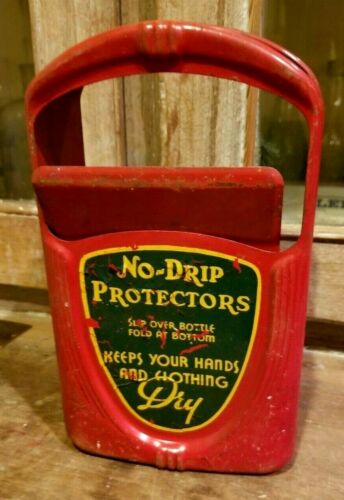 No-Drip
Protectors
Slip over bottle
Fold at bottom
Keeps your hands
and clothing
Dry